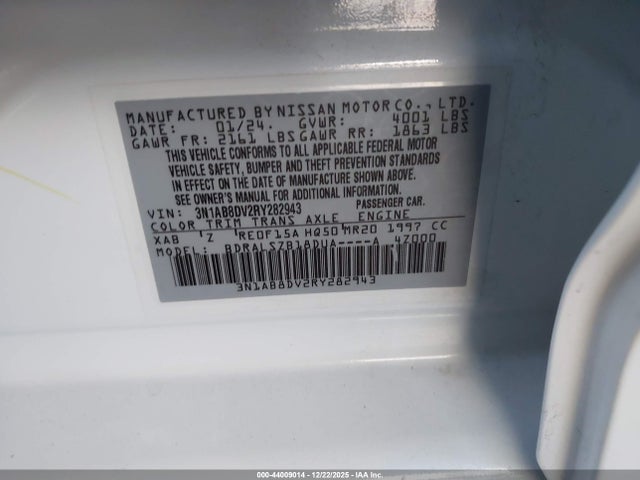 MANUFACTURED BY NISSAN MOTOR CO., LTD.
DATE: 01/24. GVWR: 4001 LBS
GAWR FR: 2161 LBS GAWR RR: 1863 LBS
THIS VEHICLE CONFORMS TO ALL APPLICABLE FEDERAL MOTOR
VEHICLE SAFETY, BUMPER AND THEFT PREVENTION STANDARDS
IN EFFECT ON THE DATE OF MANUFACTURE SHOWN ABOVE.
SEE OWNER'S MANUAL FOR ADDITIONAL INFORMATION.
VIN: 3N1AB8DV2RY282943 PASSENGER CAR.
COLOR TRIM TRANS AXLE ENGINE
XAB 'Z RE0F15A HQ50 MR20 1997 CC
MODEL: BDRALSZB18DUA----A 4Z000
3N1AB8DV2RY282943
000-44009014 - 12/22/2025 - IAA, Inc.